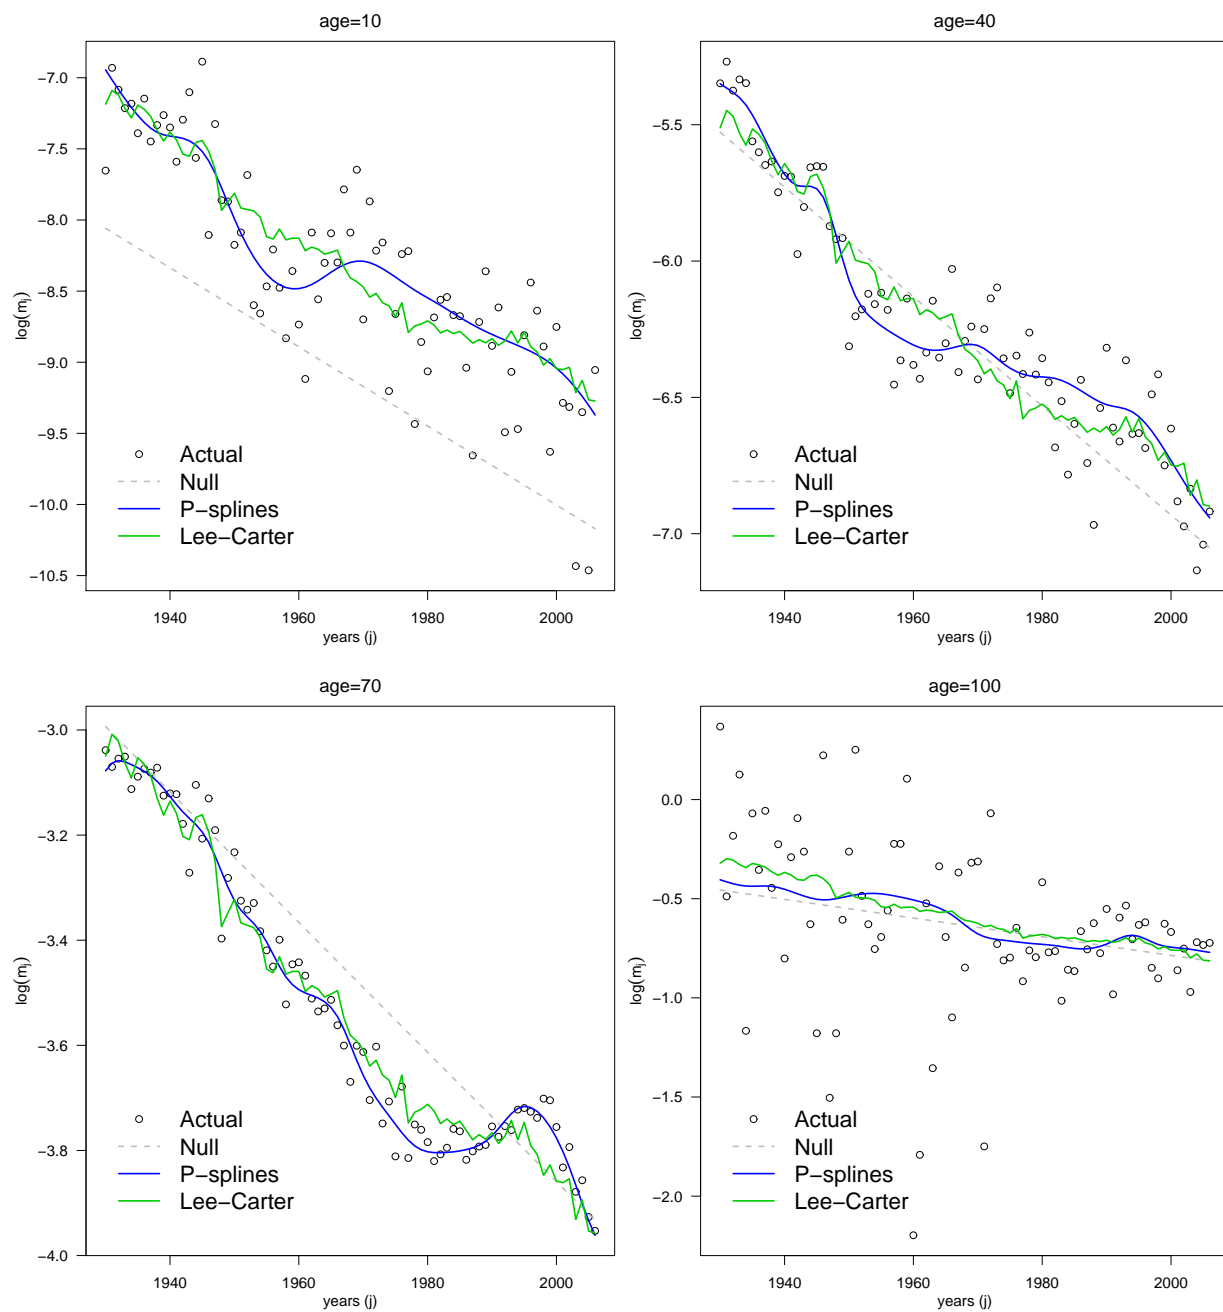 age=10
−7.0
−7.5
−8.0
−8.5
−9.0
−9.5
−10.0
−10.5
log(mj)
Actual
Null
P−splines
Lee−Carter
1940 1960 1980 2000
years (j)
age=40
−5.5
−6.0
−6.5
−7.0
log(mj)
Actual
Null
P−splines
Lee−Carter
1940 1960 1980 2000
years (j)
age=70
−3.0
−3.2
−3.4
−3.6
−3.8
−4.0
log(mj)
Actual
Null
P−splines
Lee−Carter
1940 1960 1980 2000
years (j)
age=100
0.0
−0.5
−1.0
−1.5
−2.0
log(mj)
Actual
Null
P−splines
Lee−Carter
1940 1960 1980 2000
years (j)